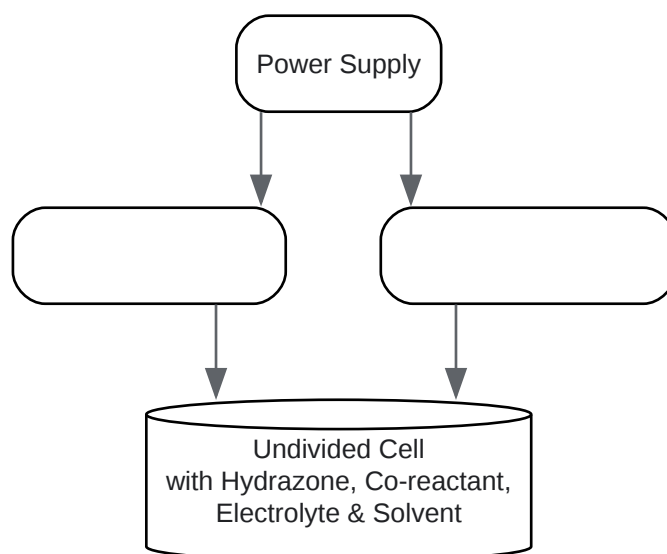 Power Supply
Undivided Cell
with Hydrazone, Co-reactant,
Electrolyte & Solvent